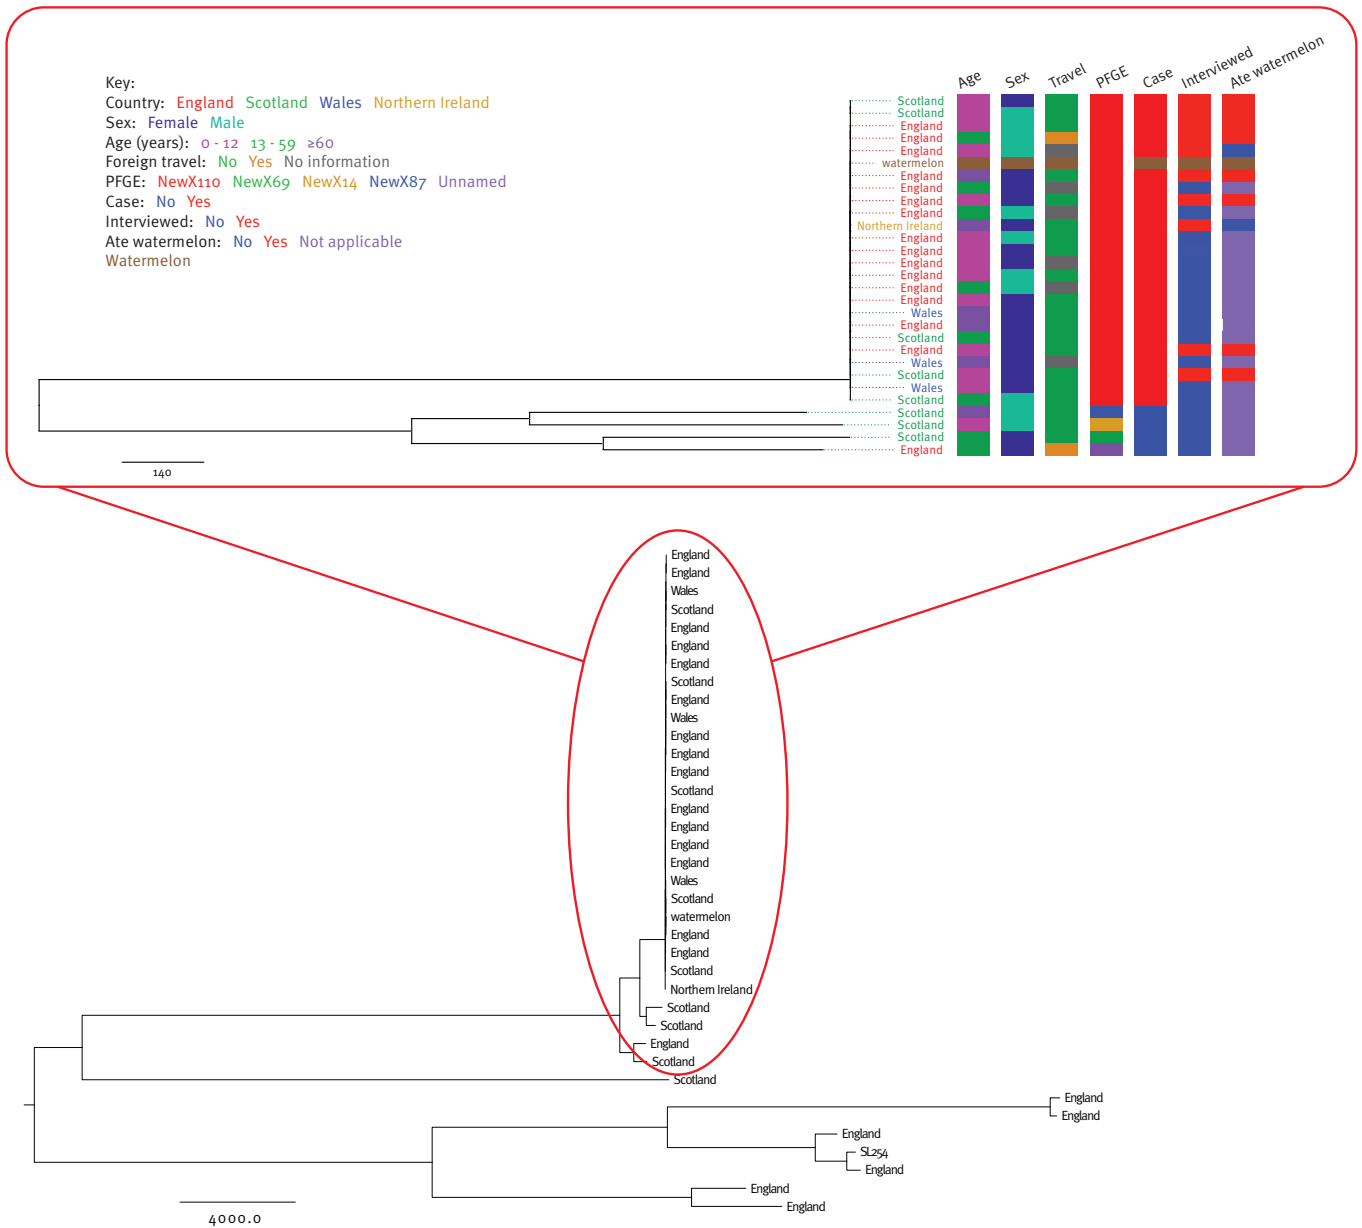 Key:
Country: England Scotland Wales Northern Ireland
Sex: Female Male
Age (years): 0 - 12 13 - 59 ≥60
Foreign travel: No Yes No information
PFGE: NewX110 NewX69 NewX14 NewX87 Unnamed
Case: No Yes
Interviewed: No Yes
Ate watermelon: No Yes Not applicable
Watermelon
Age Sex Travel PFGE Case Interviewed Ate watermelon
Scotland
Scotland
England
England
England
watermelon
England
England
England
England
Northern Ireland
England
England
England
England
England
England
Wales
England
Scotland
England
Wales
Scotland
Wales
Scotland
Scotland
Scotland
Scotland
England
140
England
England
Wales
Scotland
England
England
England
Scotland
England
Wales
England
England
England
Scotland
England
England
England
England
Wales
Scotland
watermelon
England
England
Scotland
Northern Ireland
Scotland
Scotland
England
Scotland
Scotland
England
England
England
SL254
England
England
England
4000.0